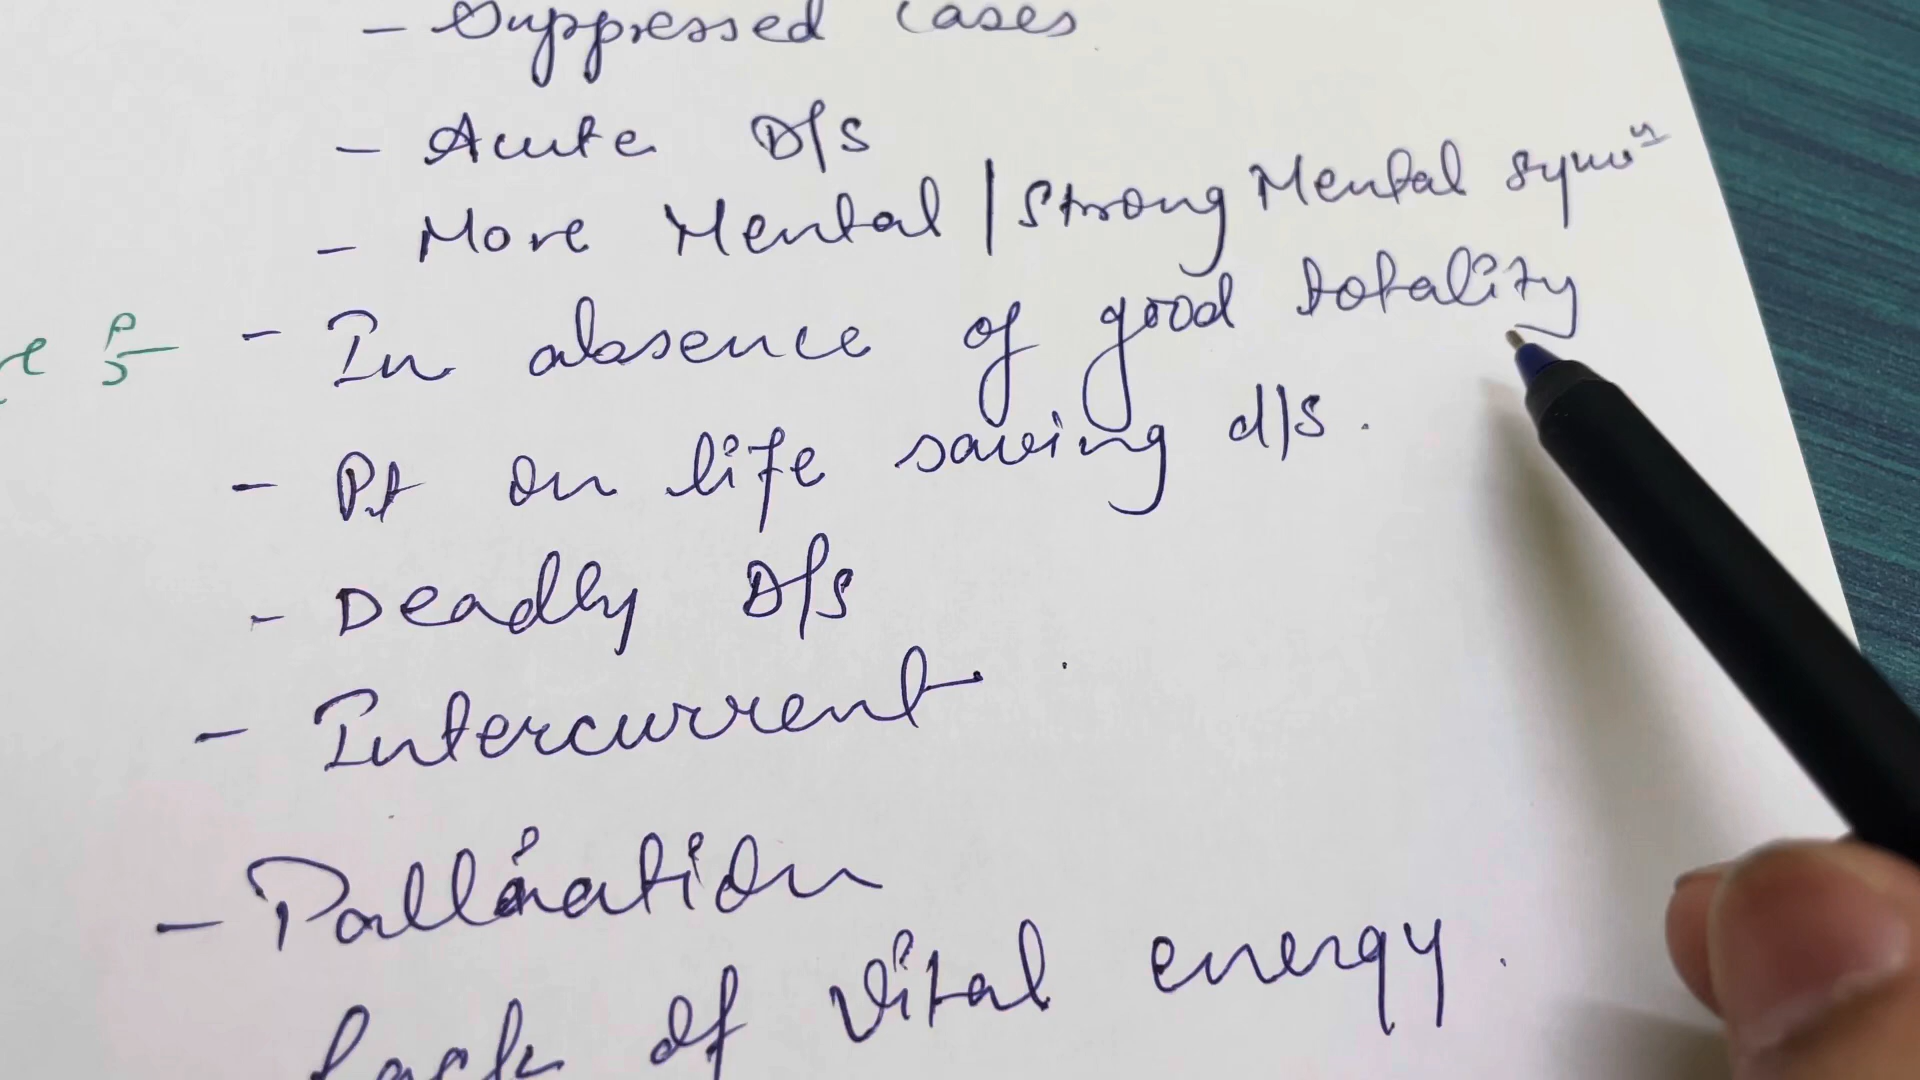 - Suppressed cases
- Acute D/s
- More Mental / Strong Mental sym
- In absence of good totality
- Pt on life saving d/s.
- Deadly D/s
- Intercurrent
- Palliation
Lack of vital energy.